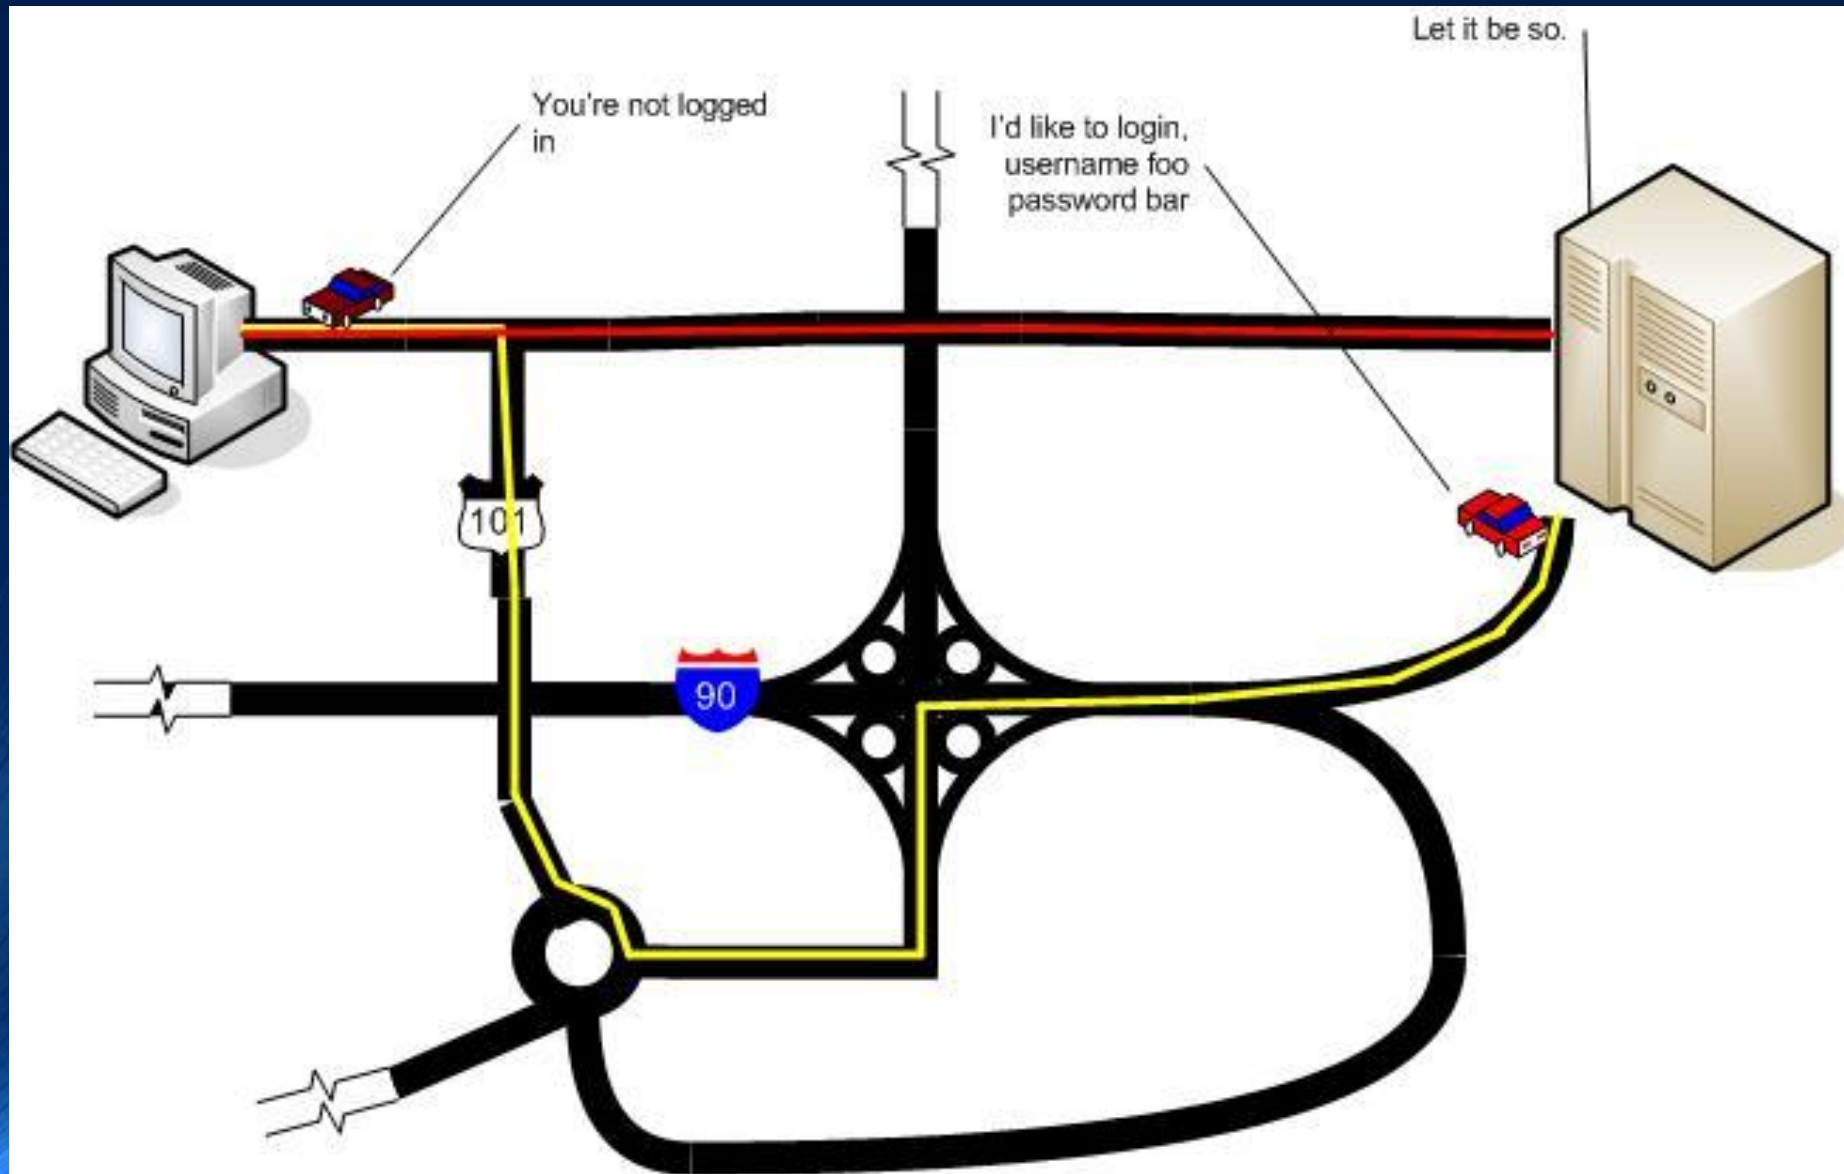 Let it be so.
You're not logged
in
I'd like to login,
username foo
password bar
101
90